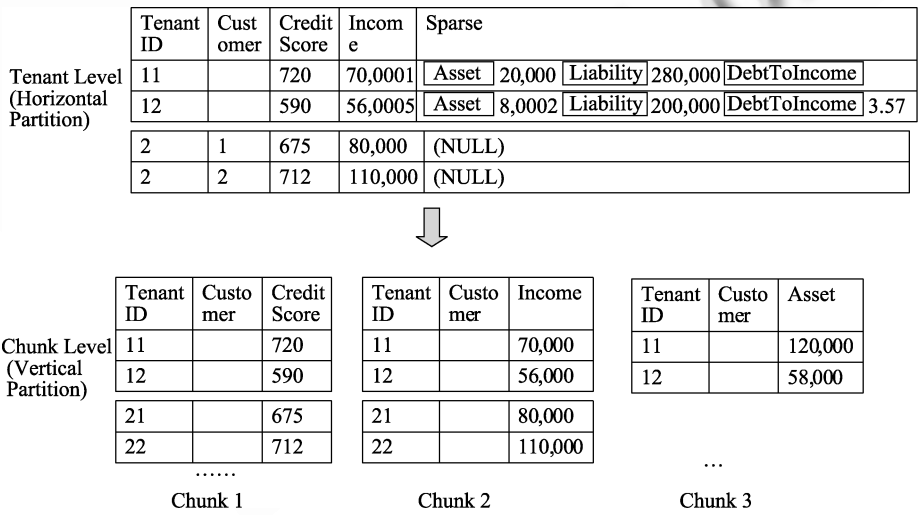 Tenant ID Cust omer Credit Score Incom e Sparse
Tenant Level (Horizontal Partition)
11 720 70,0001 Asset 20,000 Liability 280,000 DebtToIncome
12 590 56,0005 Asset 8,0002 Liability 200,000 DebtToIncome 3.57
2 1 675 80,000 (NULL)
2 2 712 110,000 (NULL)
Chunk Level (Vertical Partition)
Tenant ID Custo mer Credit Score
11 720
12 590
21 675
22 712
......
Chunk 1
Tenant ID Custo mer Income
11 70,000
12 56,000
21 80,000
22 110,000
Chunk 2
Tenant ID Custo mer Asset
11 120,000
12 58,000
...
Chunk 3